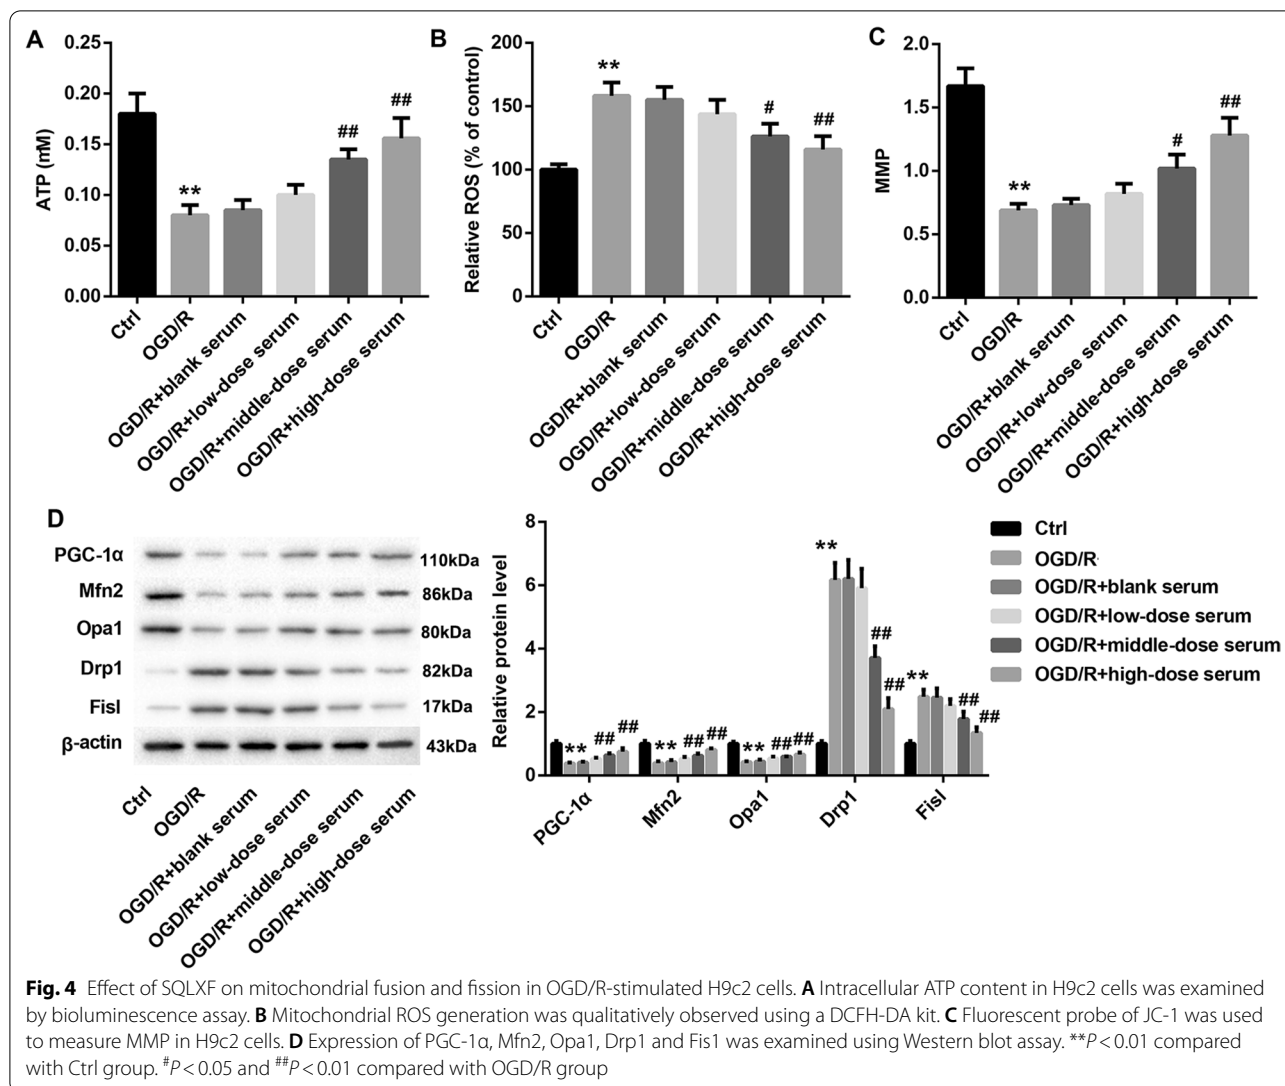 A
ATP (mM)
0.25
0.20
0.15
0.10
0.05
0.00
**
##
##
Ctrl
OGD/R
OGD/R+blank serum
OGD/R+low-dose serum
OGD/R+middle-dose serum
OGD/R+high-dose serum
B
Relative ROS (% of control)
200
150
100
50
0
**
#
##
Ctrl
OGD/R
OGD/R+blank serum
OGD/R+low-dose serum
OGD/R+middle-dose serum
OGD/R+high-dose serum
C
MMP
2.0
1.5
1.0
0.5
0.0
**
#
##
Ctrl
OGD/R
OGD/R+blank serum
OGD/R+low-dose serum
OGD/R+middle-dose serum
OGD/R+high-dose serum
D
PGC-1α 110kDa
Mfn2 86kDa
Opa1 80kDa
Drp1 82kDa
FisI 17kDa
β-actin 43kDa
Ctrl
OGD/R
OGD/R+blank serum
OGD/R+low-dose serum
OGD/R+middle-dose serum
OGD/R+high-dose serum
Relative protein level
8
6
4
2
0
** ## ##
** ## ##
** ## ##
** ## ##
** ## ##
PGC-1α
Mfn2
Opa1
Drp1
FisI
Ctrl
OGD/R
OGD/R+blank serum
OGD/R+low-dose serum
OGD/R+middle-dose serum
OGD/R+high-dose serum
Fig. 4 Effect of SQLXF on mitochondrial fusion and fission in OGD/R-stimulated H9c2 cells. A Intracellular ATP content in H9c2 cells was examined
by bioluminescence assay. B Mitochondrial ROS generation was qualitatively observed using a DCFH-DA kit. C Fluorescent probe of JC-1 was used
to measure MMP in H9c2 cells. D Expression of PGC-1α, Mfn2, Opa1, Drp1 and Fis1 was examined using Western blot assay. **P < 0.01 compared
with Ctrl group. #P < 0.05 and ##P < 0.01 compared with OGD/R group